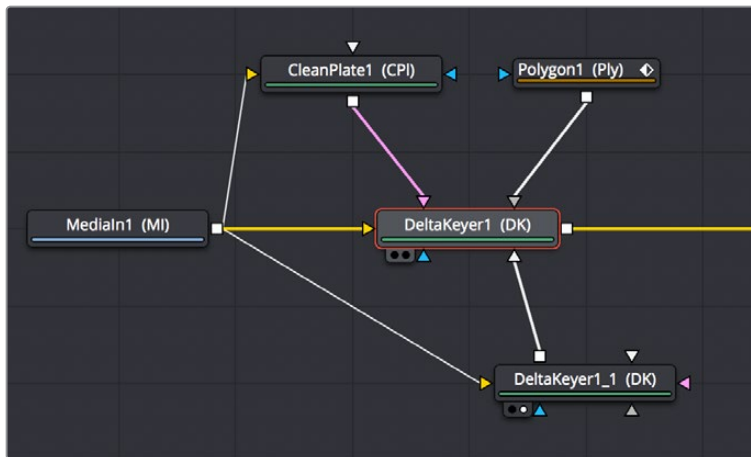 CleanPlate1 (CPl)
Polygon1 (Ply)
MediaIn1 (MI)
DeltaKeyer1 (DK)
DeltaKeyer1_1 (DK)